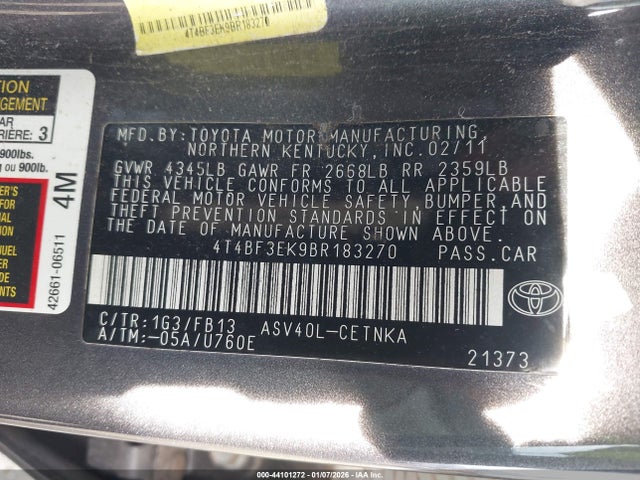 4T4BF3EK9BR183270
MANAGEMENT
3
900lbs.
ou 900lb.
4M
42661-06511
MFD.BY:TOYOTA MOTOR MANUFACTURING,
NORTHERN KENTUCKY,INC.02/11
GVWR 4345LB GAWR FR 2668LB RR 2359LB
THIS VEHICLE CONFORMS TO ALL APPLICABLE
FEDERAL MOTOR VEHICLE SAFETY, BUMPER,AND
THEFT PREVENTION STANDARDS IN EFFECT ON
THE DATE OF MANUFACTURE SHOWN ABOVE.
4T4BF3EK9BR183270 PASS.CAR
C/TR:1G3/FB13 ASV40L-CETNKA
A/TM:-05A/U760E
21373
TOYOTA
000-44101272 - 01/07/2026 - IAA Inc.